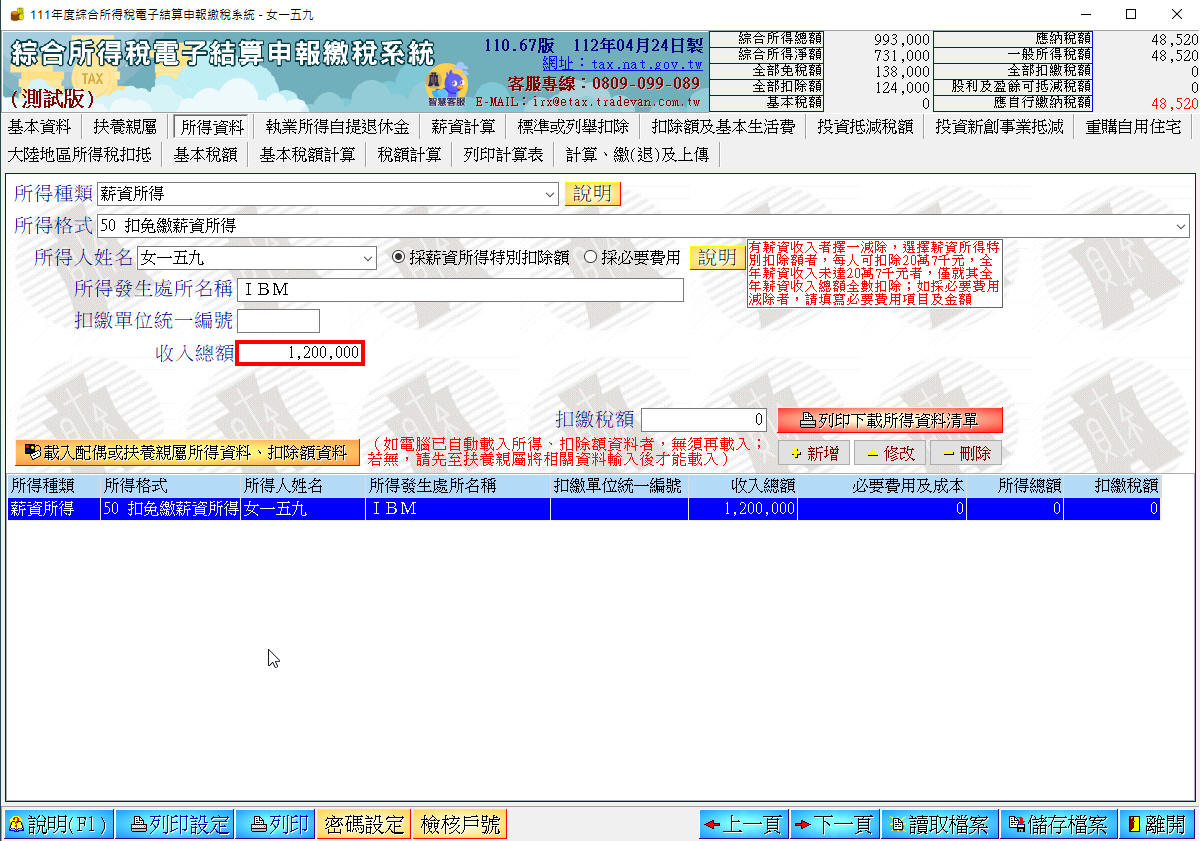 111年度綜合所得稅電子結算申報繳稅系統 - 女一五九
綜合所得稅電子結算申報繳稅系統
TAX
(測試版)
110.67版 112年04月24日製
網址：tax.nat.gov.tw
客服專線：0809-099-089
智慧客服
E-MAIL：irx@etax.tradevan.com.tw
綜合所得總額 993,000 應納稅額 48,520
綜合所得淨額 731,000 一般所得稅額 48,520
全部免稅額 138,000 全部扣繳稅額 0
全部扣除額 124,000 股利及盈餘可抵減稅額 0
基本稅額 0 應自行繳納稅額 48,520
基本資料 扶養親屬 所得資料 執業所得自提退休金 薪資計算 標準或列舉扣除 扣除額及基本生活費 投資抵減稅額 投資新創事業抵減 重購自用住宅
大陸地區所得稅扣抵 基本稅額 基本稅額計算 稅額計算 列印計算表 計算、繳(退)及上傳
所得種類 薪資所得 說明
所得格式 50 扣免繳薪資所得
所得人姓名 女一五九 採薪資所得特別扣除額 採必要費用 說明
有薪資收入者擇一減除，選擇薪資所得特
別扣除額者，每人可扣除20萬7千元，全
年薪資收入未達20萬7千元者，僅就其全
年薪資收入總額全數扣除；如採必要費用
減除者，請填寫必要費用項目及金額
所得發生處所名稱 ＩＢＭ
扣繳單位統一編號
收入總額 1,200,000
扣繳稅額 0 列印下載所得資料清單
載入配偶或扶養親屬所得資料、扣除額資料
（如電腦已自動載入所得、扣除額資料者，無須再載入；
若無，請先至扶養親屬將相關資料輸入後才能載入）
新增 修改 刪除
所得種類 所得格式 所得人姓名 所得發生處所名稱 扣繳單位統一編號 收入總額 必要費用及成本 所得總額 扣繳稅額
薪資所得 50 扣免繳薪資所得 女一五九 ＩＢＭ 1,200,000 0 0 0
說明(F1) 列印設定 列印 密碼設定 檢核戶號 上一頁 下一頁 讀取檔案 儲存檔案 離開